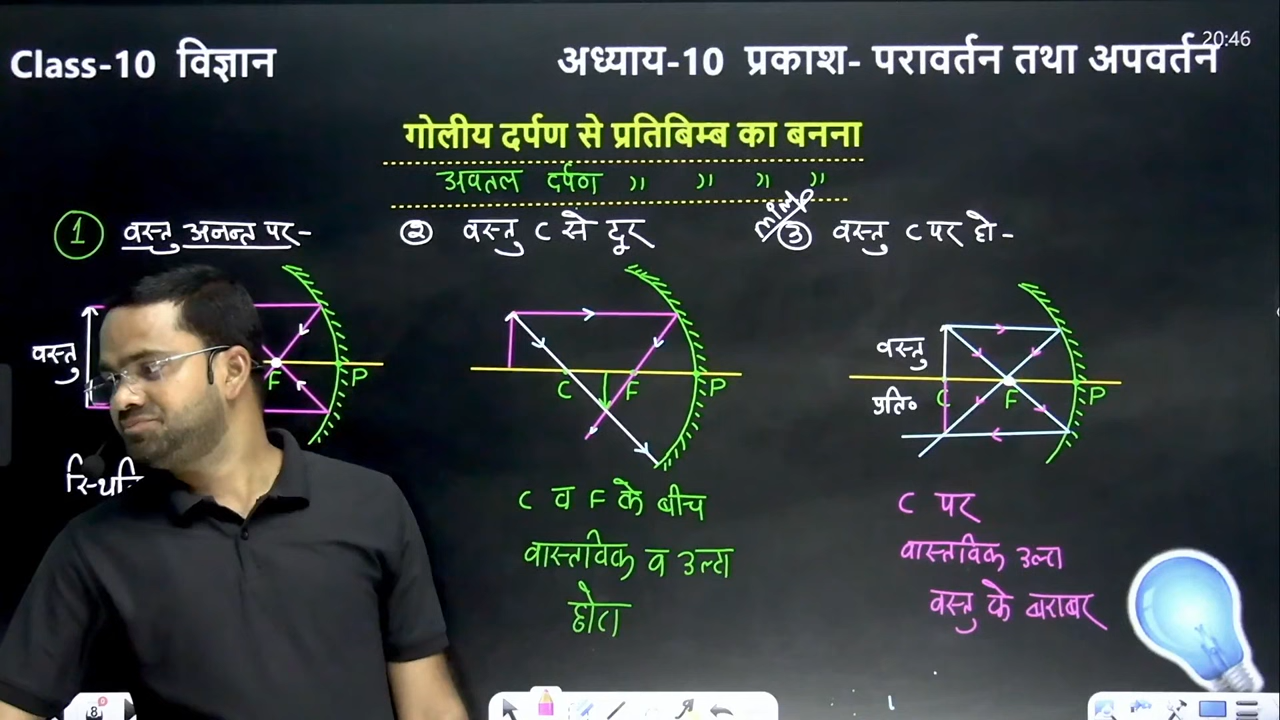 20:46
Class-10 विज्ञान
अध्याय-10 प्रकाश- परावर्तन तथा अपवर्तन
गोलीय दर्पण से प्रतिबिम्ब का बनना
अवतल दर्पण " " " "
1 वस्तु अनन्त पर-
2 वस्तु C से दूर
3 वस्तु C पर हो-
वस्तु
F
P
C
F
P
वस्तु
प्रति०
C
F
P
C व F के बीच
वास्तविक व उल्टा
छोटा
C पर
वास्तविक उल्टा
वस्तु के बराबर
8